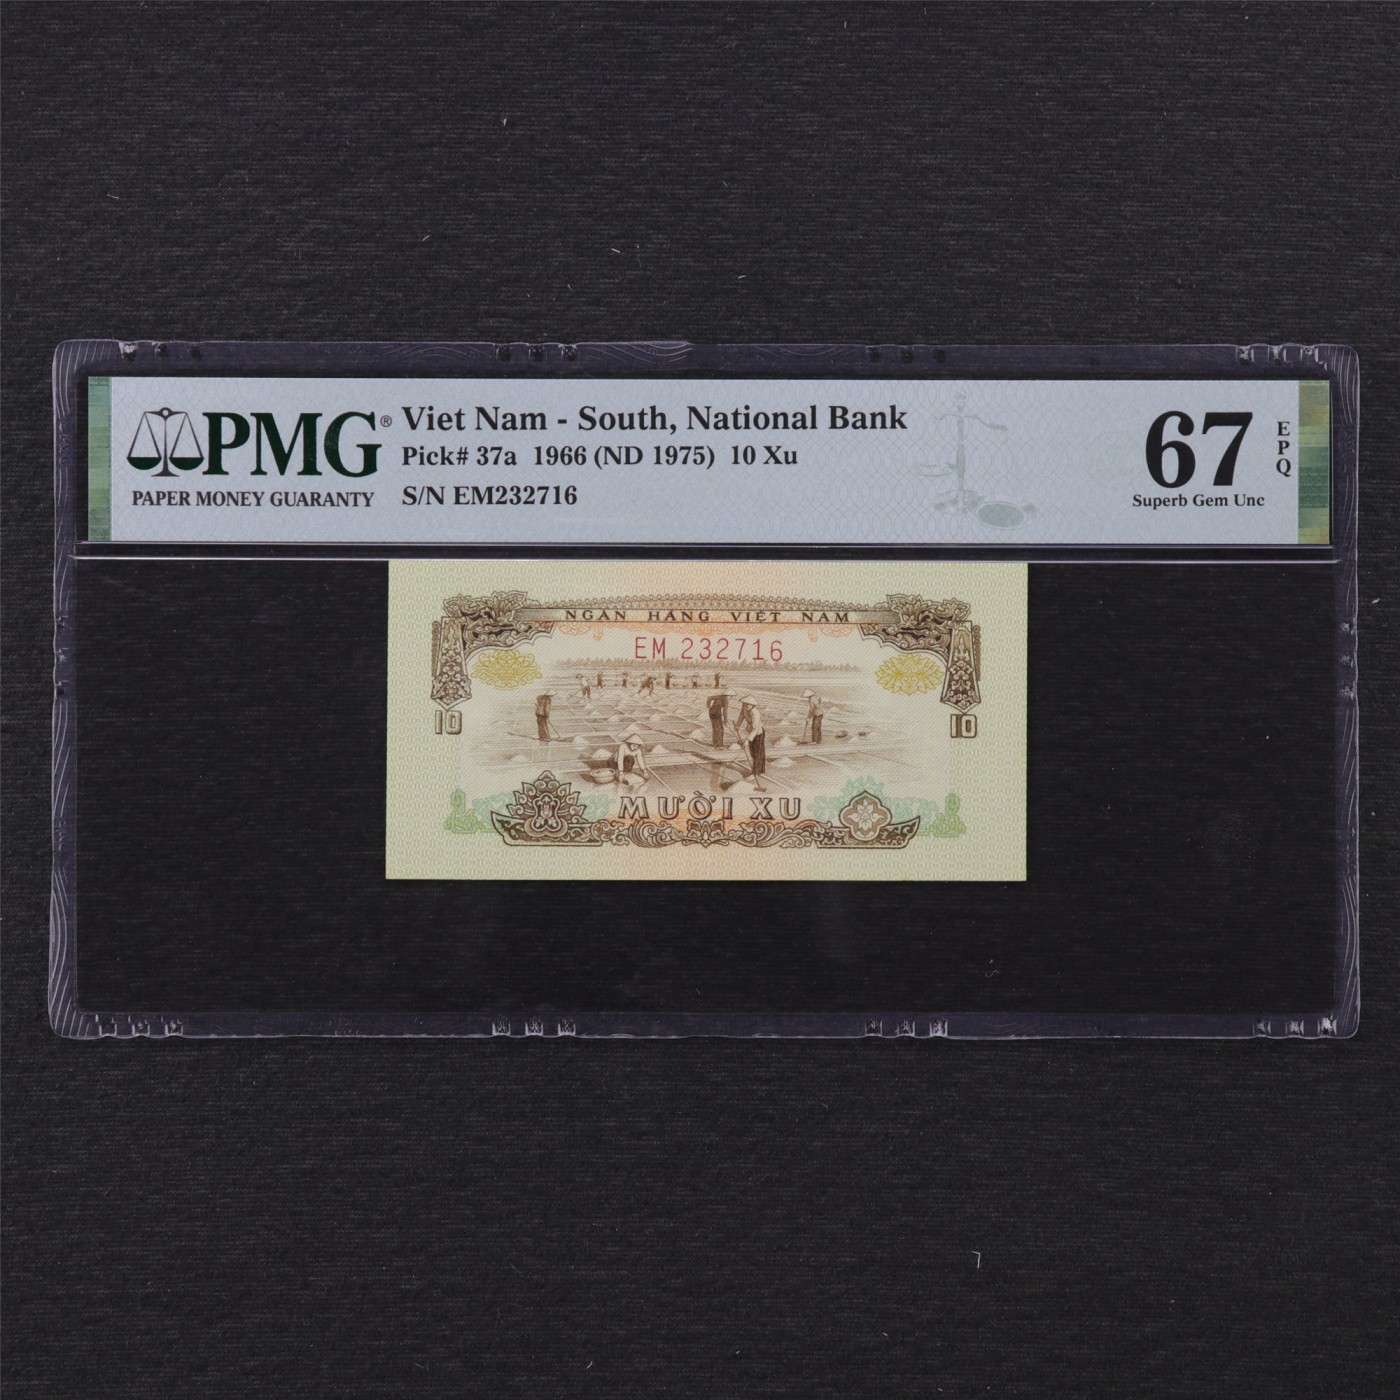 PMG®
PAPER MONEY GUARANTY
Viet Nam - South, National Bank
Pick# 37a 1966 (ND 1975) 10 Xu
S/N EM232716
67
EPQ
Superb Gem Unc
NGÂN HÀNG VIỆT NAM
EM 232716
10 10
MƯỜI XU